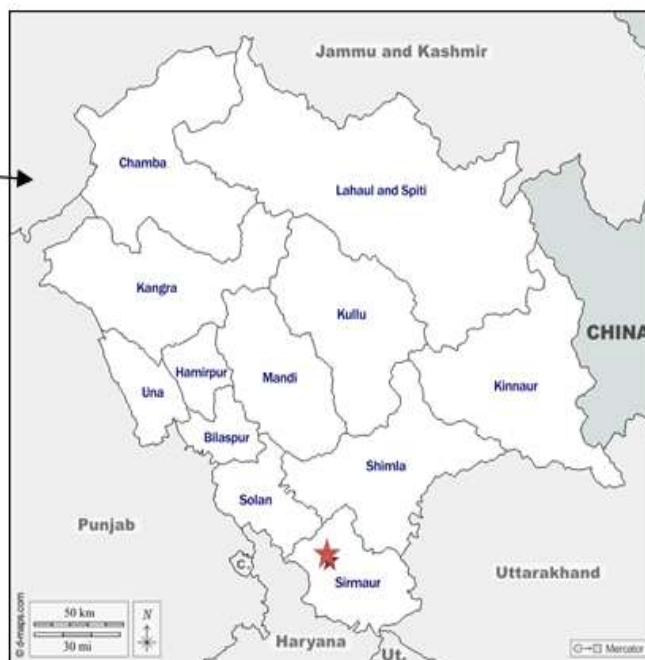 Jammu and Kashmir
Chamba
Lahaul and Spiti
Kangra
Kullu
CHINA
Hamirpur
Mandi
Kinnaur
Una
Bilaspur
Shimla
Solan
Punjab
C.
Uttarakhand
Sirmaur
50 km
30 mi
N
Haryana
Ut.
Mercator
© d-maps.com